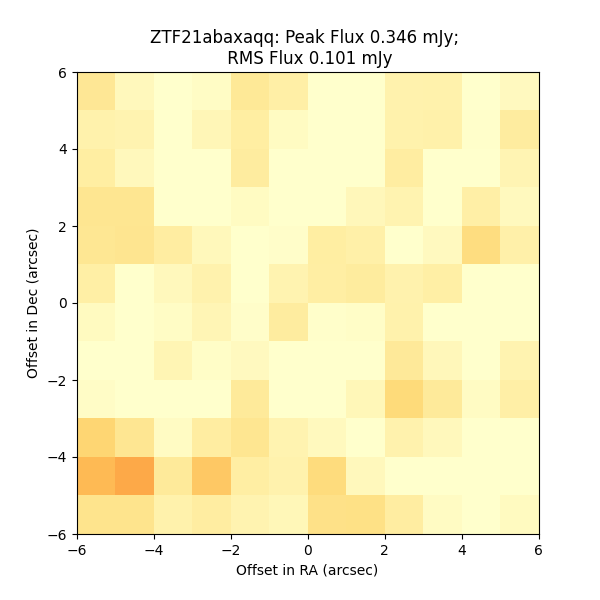 ZTF21abaxaqq: Peak Flux 0.346 mJy;
RMS Flux 0.101 mJy
6
4
2
0
−2
−4
−6
Offset in Dec (arcsec)
−6 −4 −2 0 2 4 6
Offset in RA (arcsec)